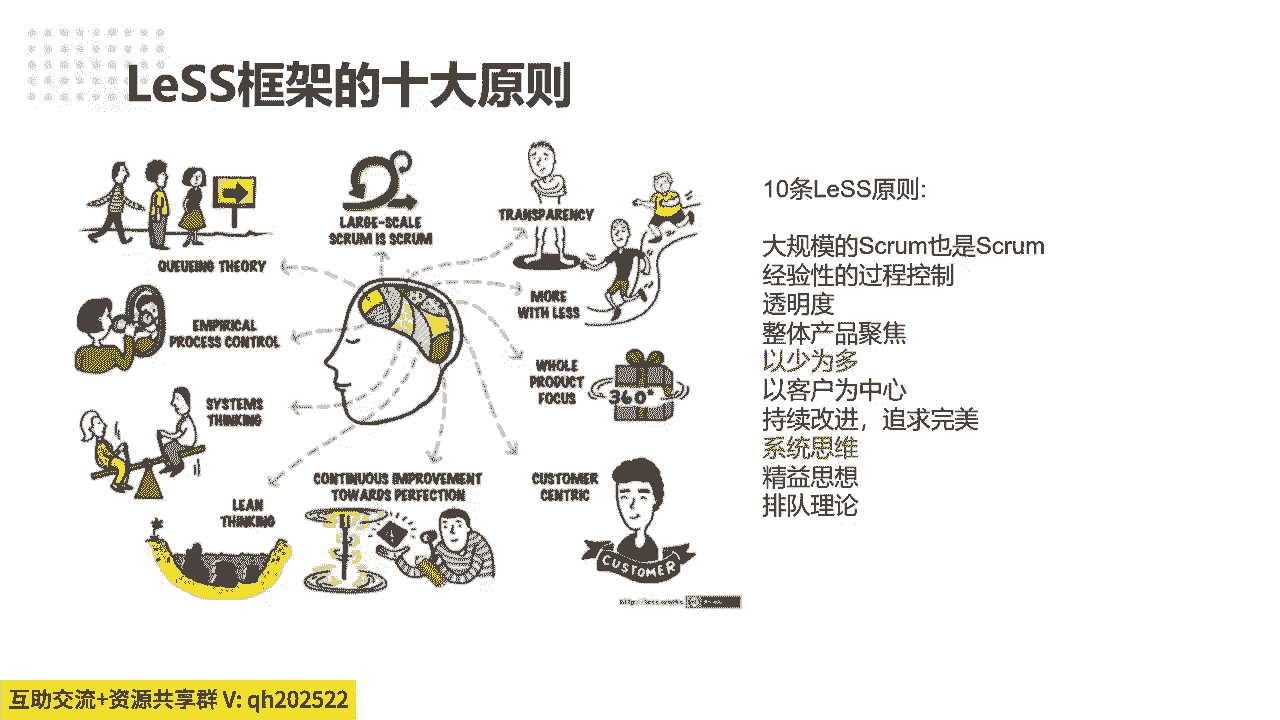 LeSS框架的十大原则
LARGE-SCALE
SCRUM IS SCRUM
TRANSPARENCY
QUEUEING THEORY
MORE
WITH LESS
EMPIRICAL
PROCESS CONTROL
WHOLE
PRODUCT
FOCUS
360°
SYSTEMS
THINKING
CONTINUOUS IMPROVEMENT
TOWARDS PERFECTION
CUSTOMER
CENTRIC
LEAN
THINKING
CUSTOMER
10条LeSS原则:
大规模的Scrum也是Scrum
经验性的过程控制
透明度
整体产品聚焦
以少为多
以客户为中心
持续改进，追求完美
系统思维
精益思想
排队理论
互助交流+资源共享群 V: qh202522